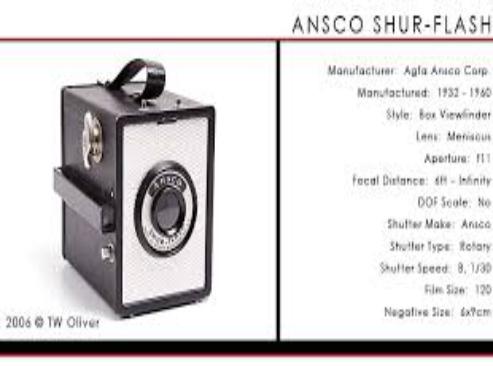 ANSCO SHUR-FLASH
Manufacturer: Agfa Ansco Corp.
Manufactured: 1932 - 1960
Style: Box Viewfinder
Lens: Meniscus
Aperture: f11
Focal Distance: 6ft - Infinity
DOF Scale: No
Shutter Make: Ansco
Shutter Type: Rotary
Shutter Speed: B, 1/30
Film Size: 120
Negative Size: 6x9cm
ANSCO
SHUR-FLASH
2006 © TW Oliver